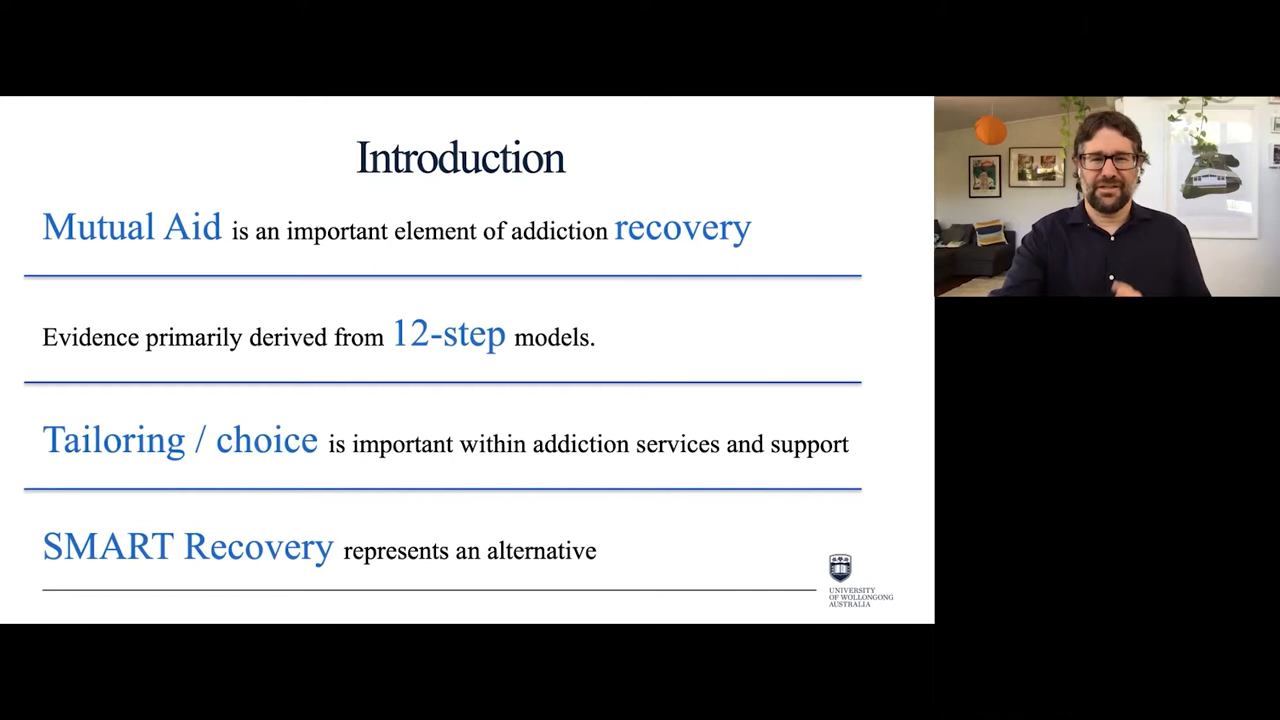 Introduction
Mutual Aid is an important element of addiction recovery
Evidence primarily derived from 12-step models.
Tailoring / choice is important within addiction services and support
SMART Recovery represents an alternative
UNIVERSITY
OF WOLLONGONG
AUSTRALIA